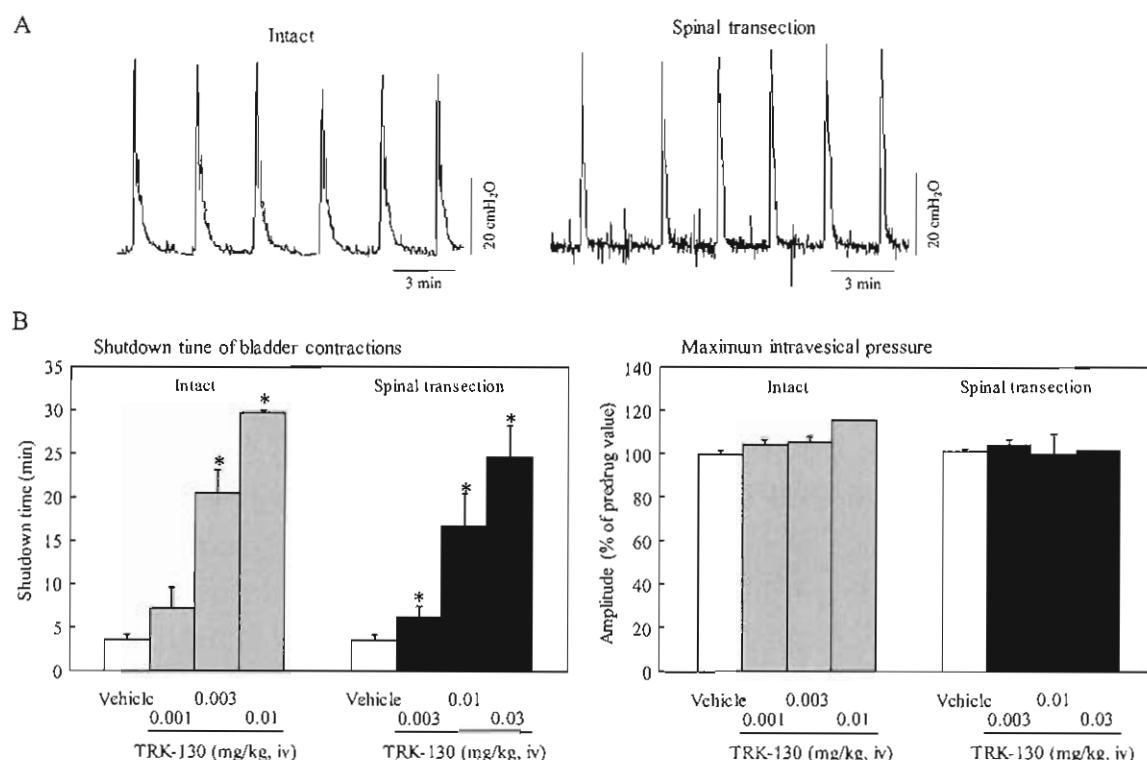 A
Intact
Spinal transection
20 cmH₂O
20 cmH₂O
3 min
3 min
B
Shutdown time of bladder contractions
Shutdown time (min)
35
30
25
20
15
10
5
0
Intact
Spinal transection
* * * * *
Vehicle 0.003 Vehicle 0.01
0.001 0.01 0.003 0.03
TRK-130 (mg/kg, iv) TRK-130 (mg/kg, iv)
Maximum intravesical pressure
Amplitude (% of predrug value)
140
120
100
80
60
40
20
0
Intact
Spinal transection
Vehicle 0.003 Vehicle 0.01
0.001 0.01 0.003 0.03
TRK-130 (mg/kg, iv) TRK-130 (mg/kg, iv)